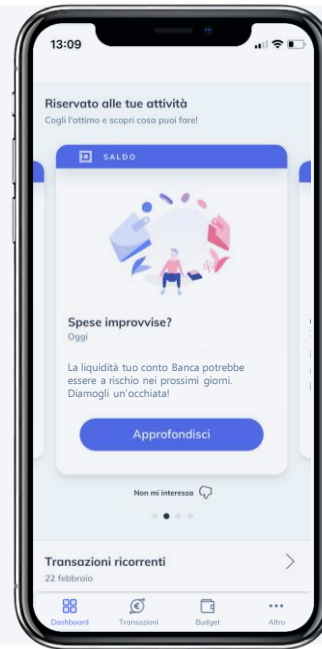 13:09
Riservato alle tue attività
Cogli l'attimo e scopri cosa puoi fare!
SALDO
Spese improvvise?
Oggi
La liquidità tuo conto Banca potrebbe
essere a rischio nei prossimi giorni.
Diamogli un'occhiata!
Approfondisci
Non mi interessa
Transazioni ricorrenti
22 febbraio
Dashboard Transazioni Budget Altro